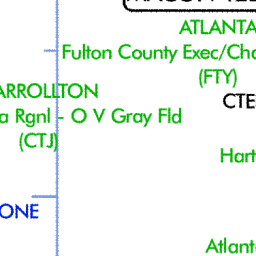 ATLANTA
Fulton County Exec/Cha
(FTY)
ARROLLTON
a Rgnl - O V Gray Fld
(CTJ)
CTE
Hart
ONE
Atlant